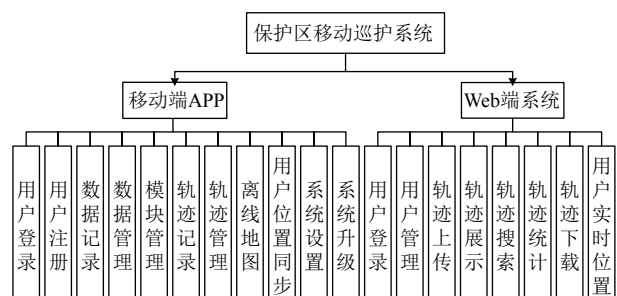 保护区移动巡护系统
移动端APP
Web端系统
用户登录
用户注册
数据记录
数据管理
模块管理
轨迹记录
轨迹管理
离线地图
用户位置同步
系统设置
系统升级
用户登录
用户管理
轨迹上传
轨迹展示
轨迹搜索
轨迹统计
轨迹下载
用户实时位置